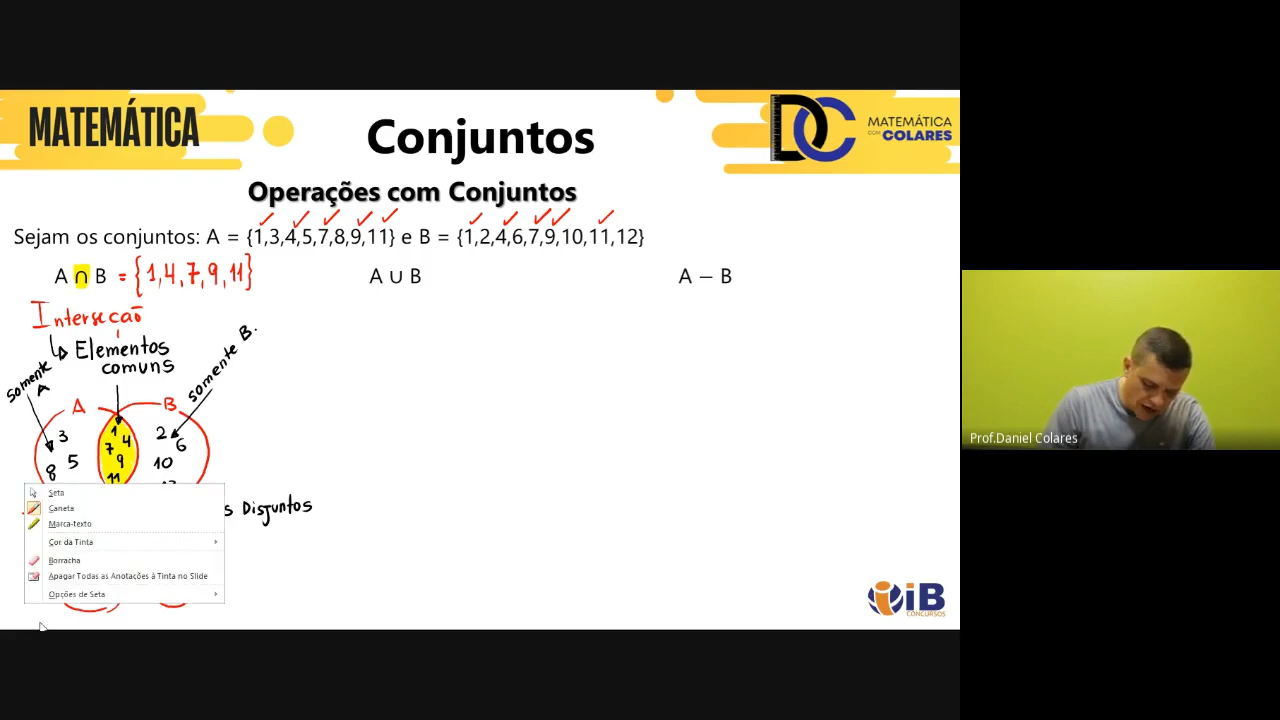 MATEMÁTICA
Conjuntos
DC MATEMÁTICA
COM COLARES
Operações com Conjuntos
Sejam os conjuntos: A = {1,3,4,5,7,8,9,11} e B = {1,2,4,6,7,9,10,11,12}
A ∩ B = {1,4,7,9,11}
A ∪ B
A − B
Interseção
Elementos
comuns
somente
A
somente B.
A
B
3
1
4
2
7
6
5
9
10
8
11
Disjuntos
Seta
Caneta
Marca-texto
Cor da Tinta
Borracha
Apagar Todas as Anotações à Tinta no Slide
Opções de Seta
iB
CONCURSOS
Prof.Daniel Colares